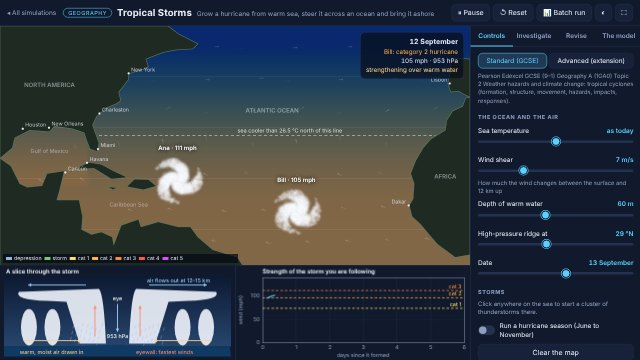 ◂ All simulations
GEOGRAPHY
Tropical Storms
Grow a hurricane from warm sea, steer it across an ocean and bring it ashore
Pause
Reset
Batch run
12 September
Bill: category 2 hurricane
105 mph · 953 hPa
strengthening over warm water
New York
Lisbon
NORTH AMERICA
Charleston
ATLANTIC OCEAN
Houston
New Orleans
sea cooler than 26.5 °C north of this line
Miami
Gulf of Mexico
Ana · 111 mph
Havana
Cancun
AFRICA
Bill · 105 mph
Caribbean Sea
Dakar
depression
storm
cat 1
cat 2
cat 3
cat 4
cat 5
A slice through the storm
air flows out at 12-15 km
eye
953 hPa
warm, moist air drawn in
eyewall: fastest winds
Strength of the storm you are following
wind (mph)
100
50
0
cat 3
cat 2
cat 1
0
2
3
5
6
days since it formed
Controls
Investigate
Revise
The model
Standard (GCSE)
Advanced (extension)
Pearson Edexcel GCSE (9-1) Geography A (1GA0) Topic
2 Weather hazards and climate change: tropical cyclones
(formation, structure, movement, hazards, impacts,
responses).
THE OCEAN AND THE AIR
Sea temperature
as today
Wind shear
7 m/s
How much the wind changes between the surface and
12 km up
Depth of warm water
60 m
High-pressure ridge at
29 °N
Date
13 September
STORMS
Click anywhere on the sea to start a cluster of
thunderstorms there.
Run a hurricane season (June to
November)
Clear the map